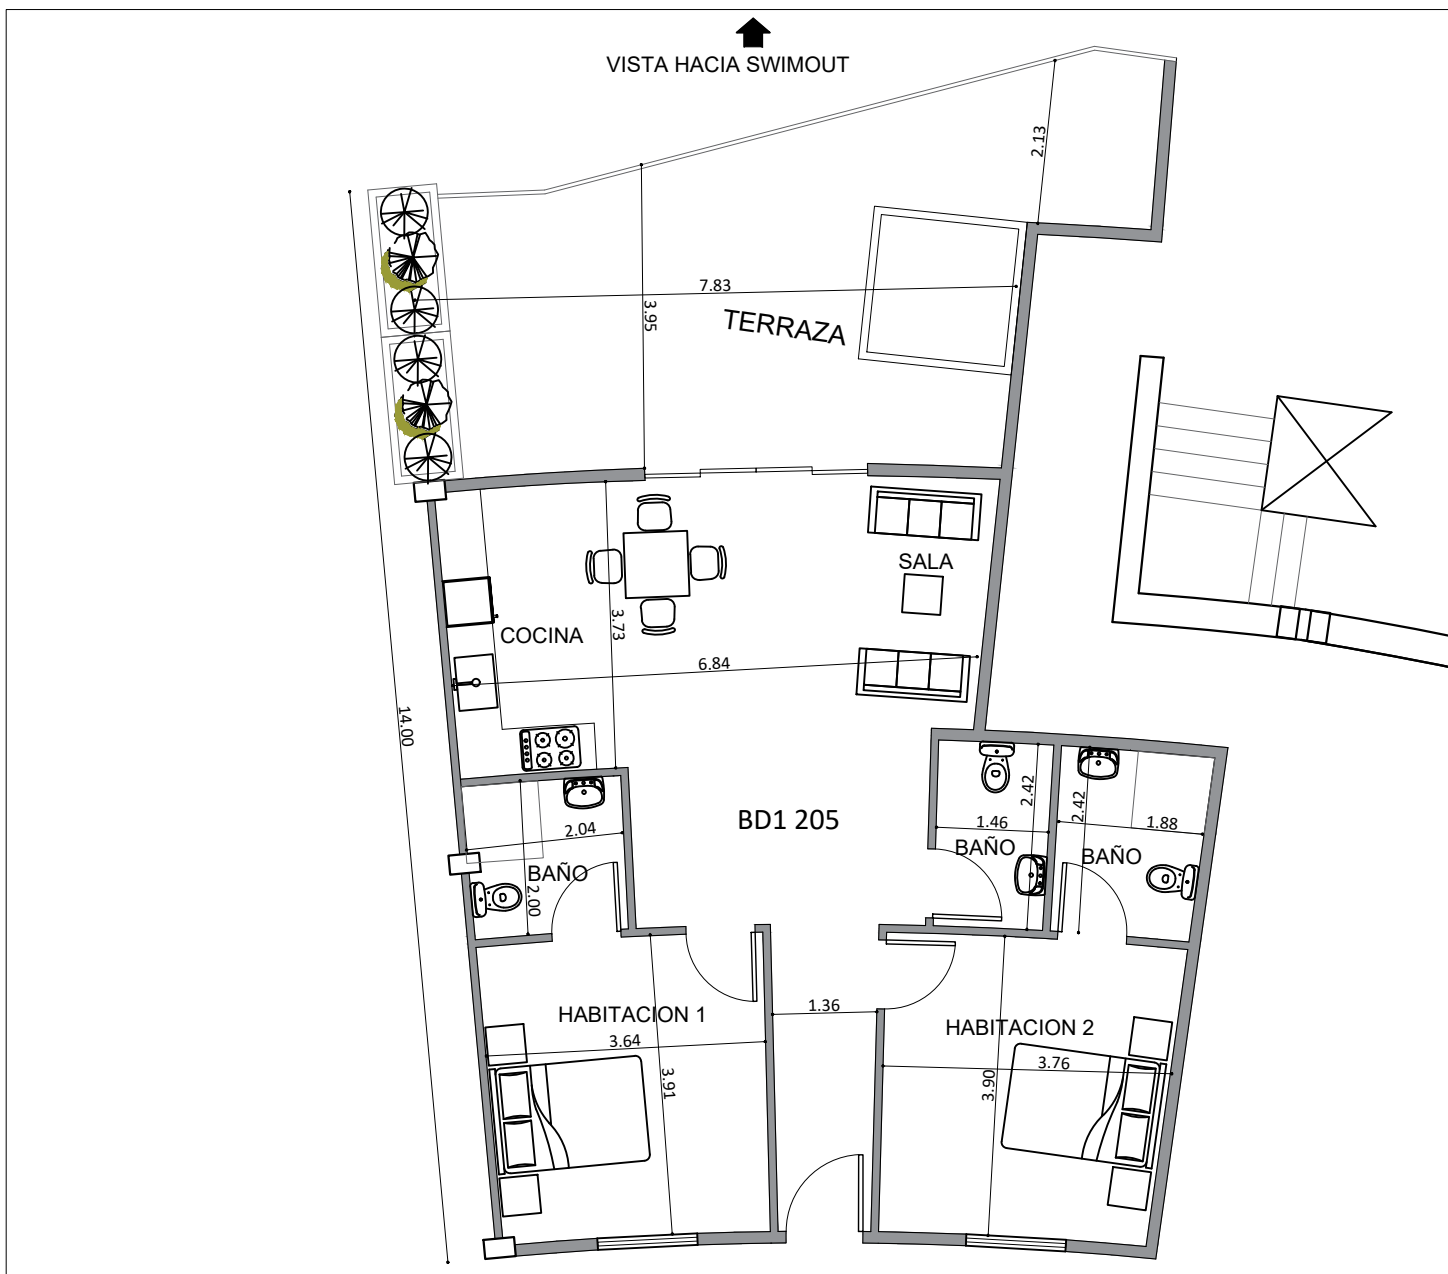 VISTA HACIA SWIMOUT
2.13
7.83
3.95
TERRAZA
SALA
3.73
COCINA
6.84
14.00
2.42
2.42
BD1 205
1.46
1.88
2.04
BAÑO
BAÑO
BAÑO
2.00
1.36
HABITACION 1
HABITACION 2
3.64
3.76
3.91
3.90